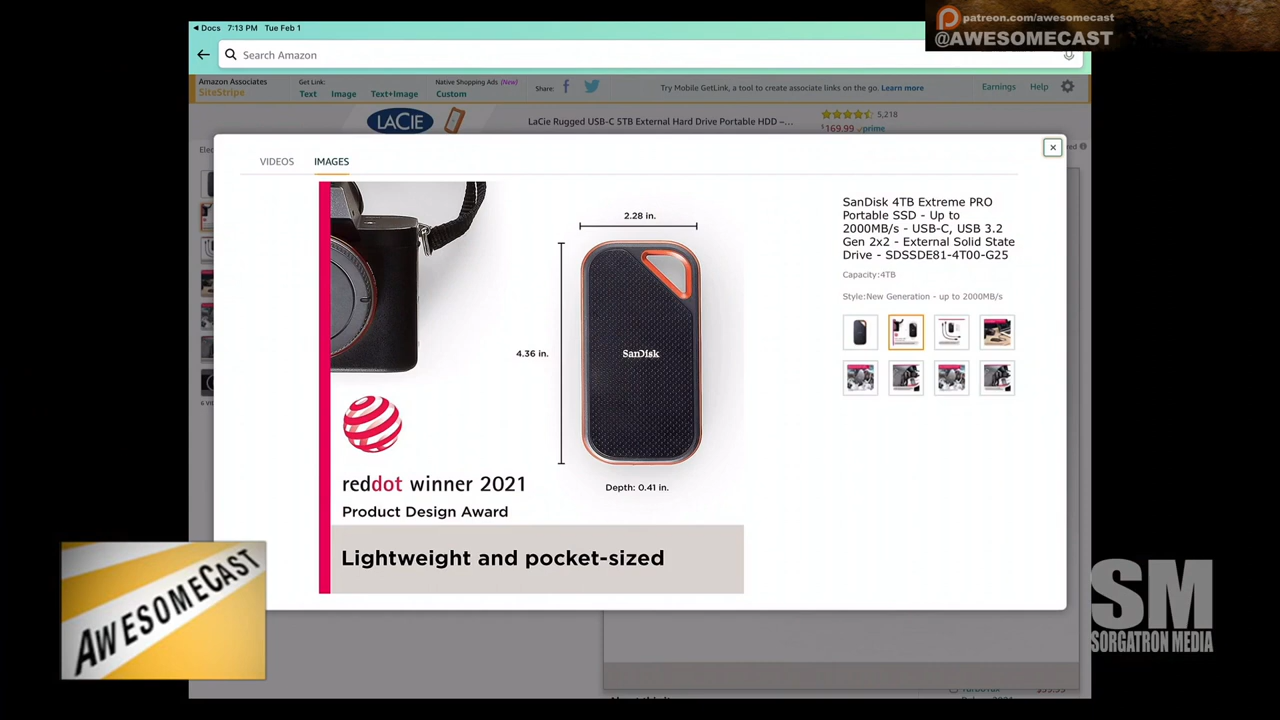 Docs 7:13 PM Tue Feb 1
patreon.com/awesomecast
@AWESOMECAST
Search Amazon
Amazon Associates
SiteStripe
Get Link:
Text Image Text+Image
Native Shopping Ads (New)
Custom
Share:
Try Mobile GetLink, a tool to create associate links on the go. Learn more
Earnings Help
LACIE
LaCie Rugged USB-C 5TB External Hard Drive Portable HDD –...
5,218
$169.99 prime
VIDEOS IMAGES
2.28 in.
4.36 in.
SanDisk
Depth: 0.41 in.
reddot winner 2021
Product Design Award
Lightweight and pocket-sized
SanDisk 4TB Extreme PRO
Portable SSD - Up to
2000MB/s - USB-C, USB 3.2
Gen 2x2 - External Solid State
Drive - SDSSDE81-4T00-G25
Capacity:4TB
Style:New Generation - up to 2000MB/s
AWESOMECAST
SM
SORGATRON MEDIA